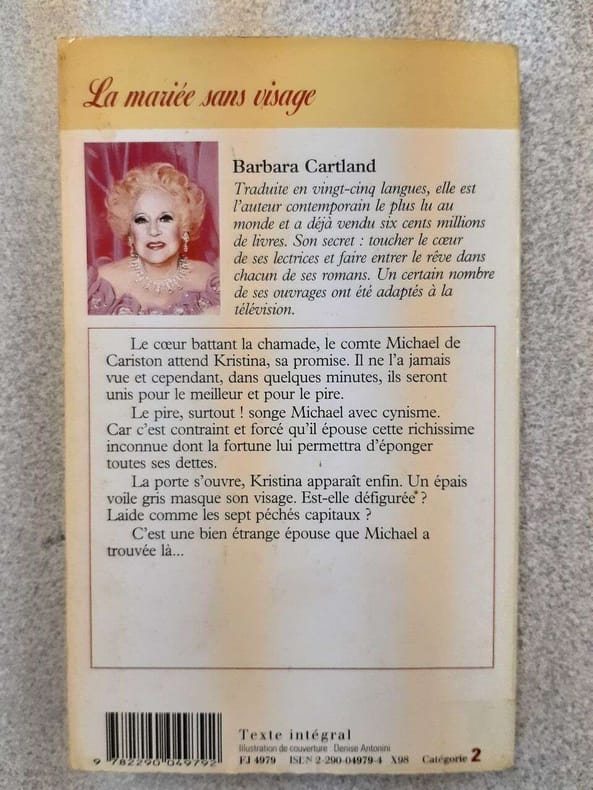 La mariée sans visage
Barbara Cartland
Traduite en vingt-cinq langues, elle est
l'auteur contemporain le plus lu au
monde et a déjà vendu six cents millions
de livres. Son secret : toucher le cœur
de ses lectrices et faire entrer le rêve dans
chacun de ses romans. Un certain nombre
de ses ouvrages ont été adaptés à la
télévision.
Le cœur battant la chamade, le comte Michael de
Cariston attend Kristina, sa promise. Il ne l'a jamais
vue et cependant, dans quelques minutes, ils seront
unis pour le meilleur et pour le pire.
Le pire, surtout ! songe Michael avec cynisme.
Car c'est contraint et forcé qu'il épouse cette richissime
inconnue dont la fortune lui permettra d'éponger
toutes ses dettes.
La porte s'ouvre, Kristina apparaît enfin. Un épais
voile gris masque son visage. Est-elle défigurée ?
Laide comme les sept péchés capitaux ?
C'est une bien étrange épouse que Michael a
trouvée là...
9 782290 049792
Texte intégral
Illustration de couverture Denise Antonini
FJ 4979 ISBN 2-290-04979-4 X98 Catégorie 2